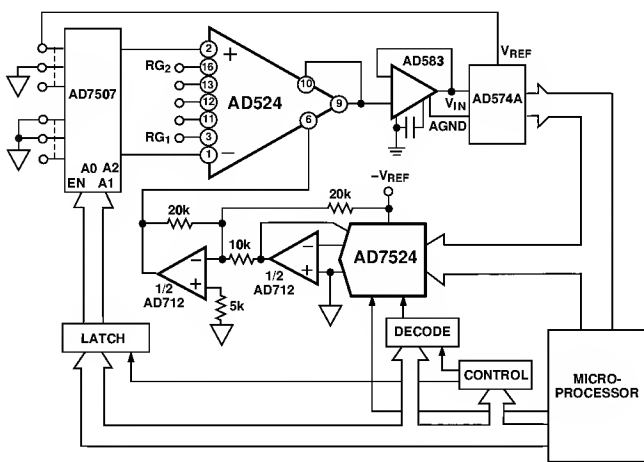 AD7507
A0 A2
EN A1
RG2
RG1
2
16
13
12
11
3
1
+
−
AD524
10
9
6
AD583
VIN
AGND
VREF
AD574A
−VREF
20k
20k
10k
5k
−
+
1/2
AD712
−
+
1/2
AD712
AD7524
LATCH
DECODE
CONTROL
MICRO-
PROCESSOR